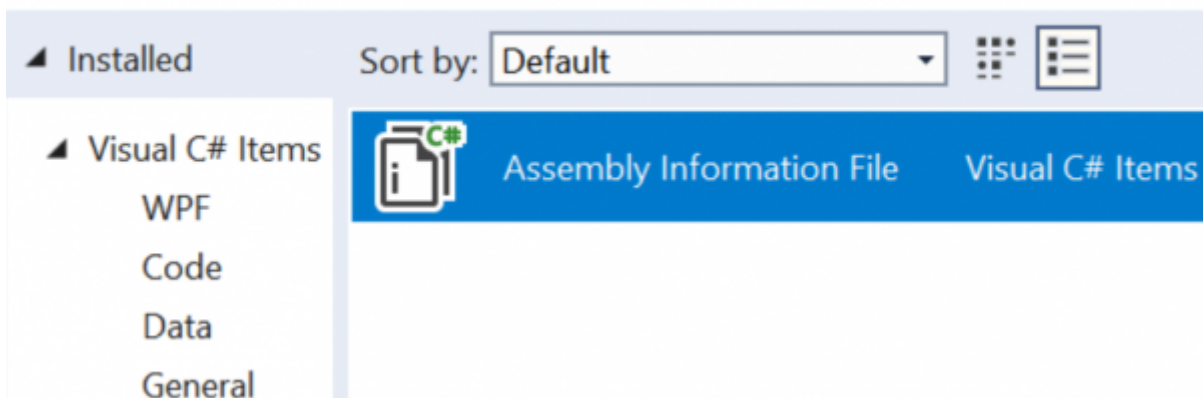 Installed
Sort by: Default
Visual C# Items
WPF
Code
Data
General
C#
i
Assembly Information File Visual C# Items